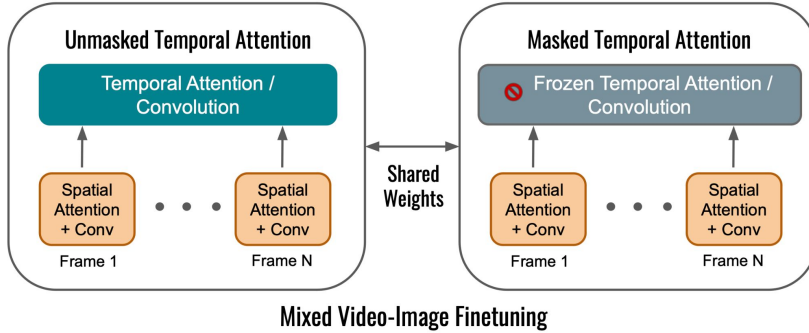 Unmasked Temporal Attention
Temporal Attention /
Convolution
Spatial
Attention
+ Conv
Frame 1
Spatial
Attention
+ Conv
Frame N
Shared
Weights
Masked Temporal Attention
Frozen Temporal Attention /
Convolution
Spatial
Attention
+ Conv
Frame 1
Spatial
Attention
+ Conv
Frame N
Mixed Video-Image Finetuning